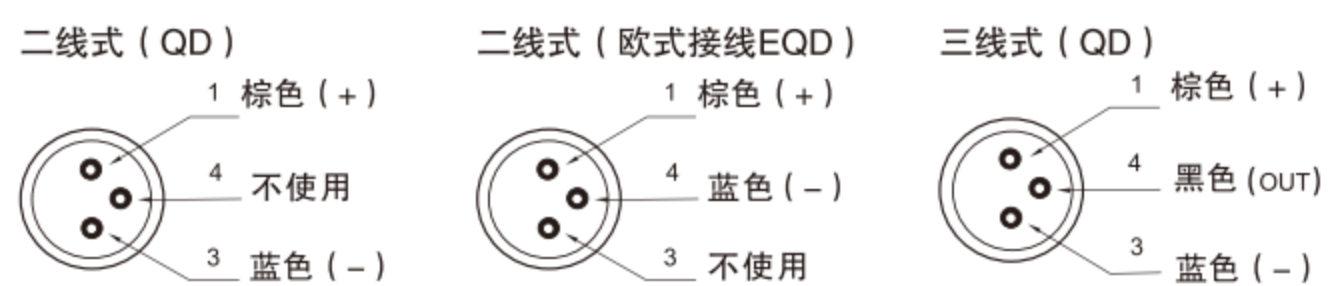 二线式（QD）
1 棕色（+）
4 不使用
3 蓝色（−）
二线式（欧式接线EQD）
1 棕色（+）
4 蓝色（−）
3 不使用
三线式（QD）
1 棕色（+）
4 黑色(OUT)
3 蓝色（−）